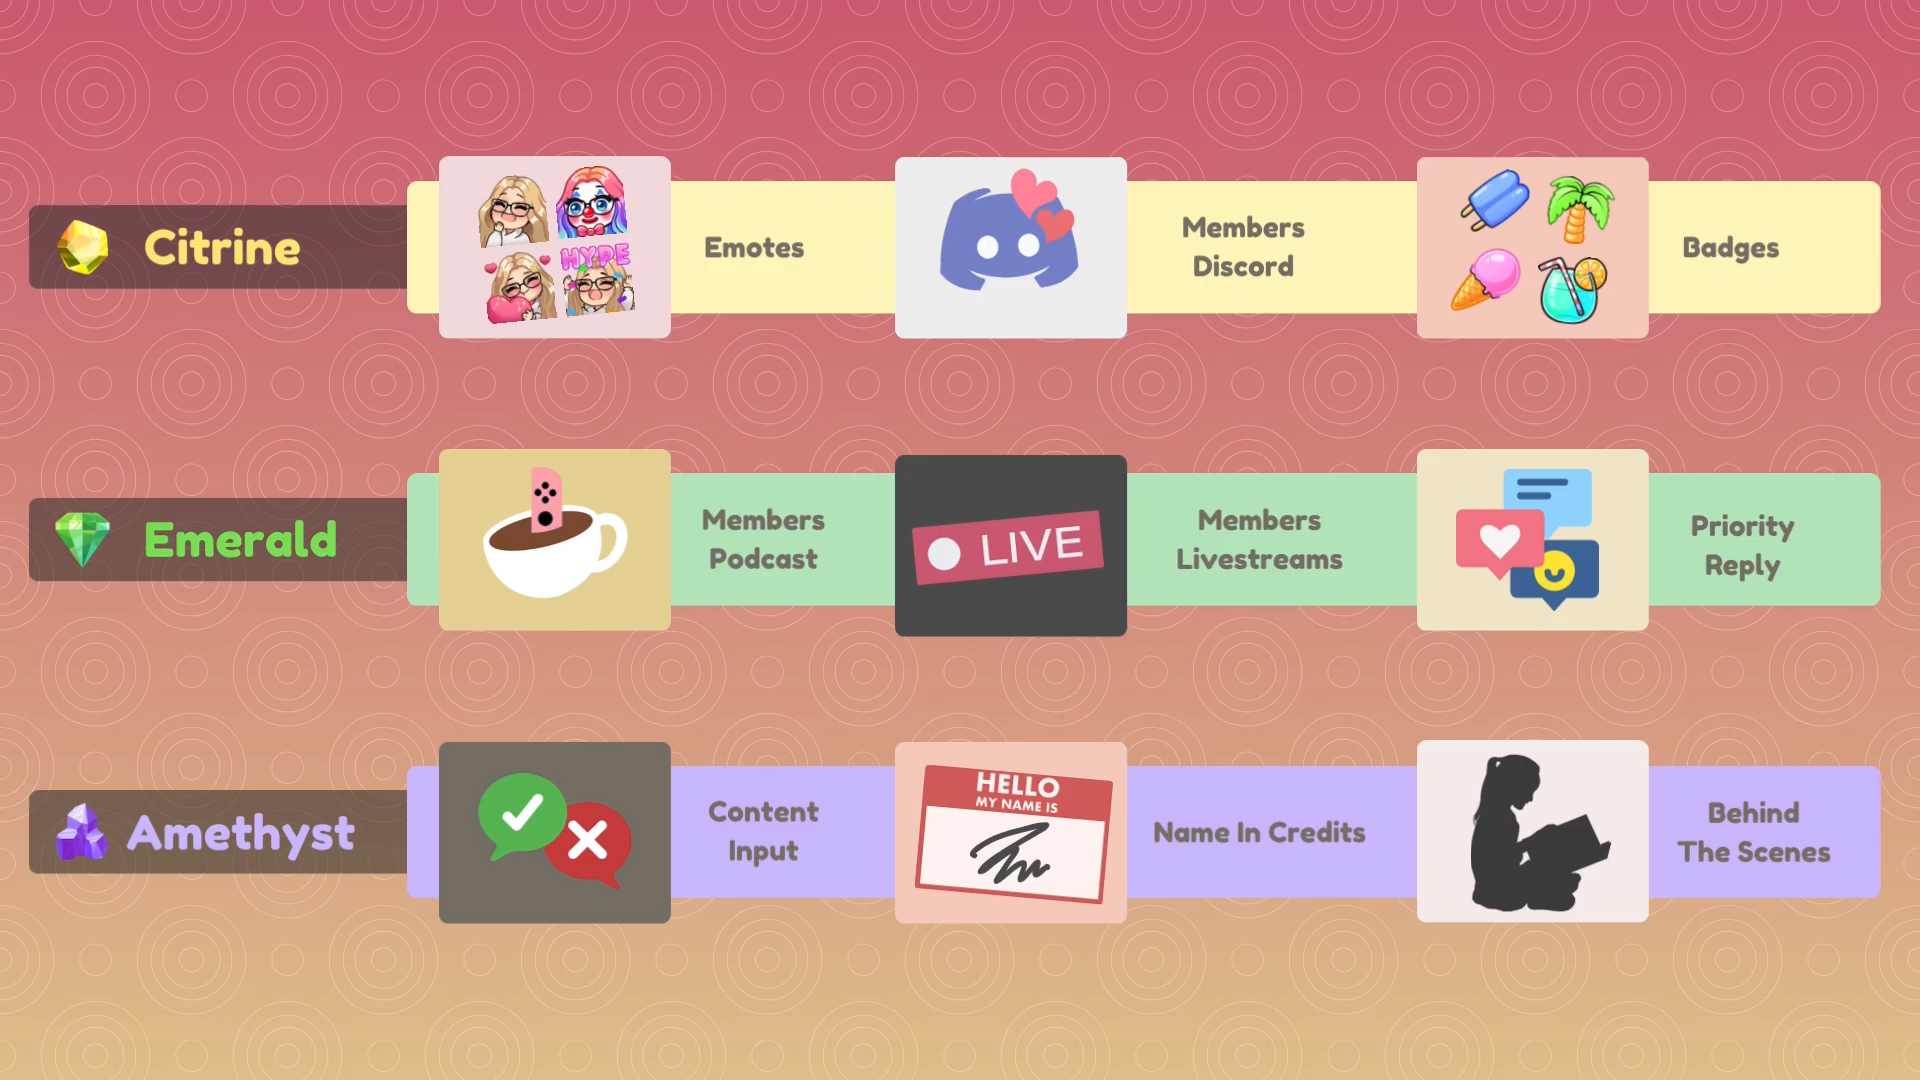 Citrine
HYPE
Emotes
Members
Discord
Badges
Emerald
Members
Podcast
LIVE
Members
Livestreams
Priority
Reply
Amethyst
Content
Input
HELLO
MY NAME IS
Name In Credits
Behind
The Scenes